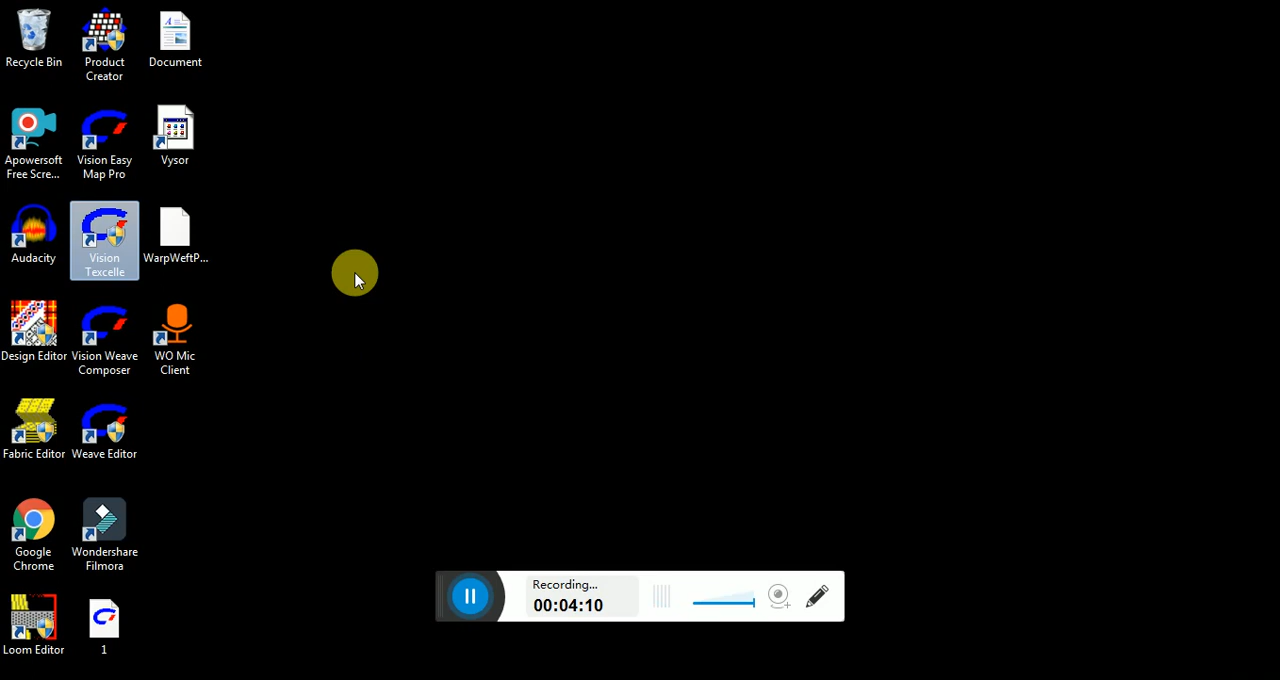 Recycle Bin
Product
Creator
Document
Apowersoft
Free Scre...
Vision Easy
Map Pro
Vysor
Audacity
Vision
Texcelle
WarpWeftP...
Design Editor
Vision Weave
Composer
WO Mic
Client
Fabric Editor
Weave Editor
Google
Chrome
Wondershare
Filmora
Loom Editor
1
Recording...
00:04:10